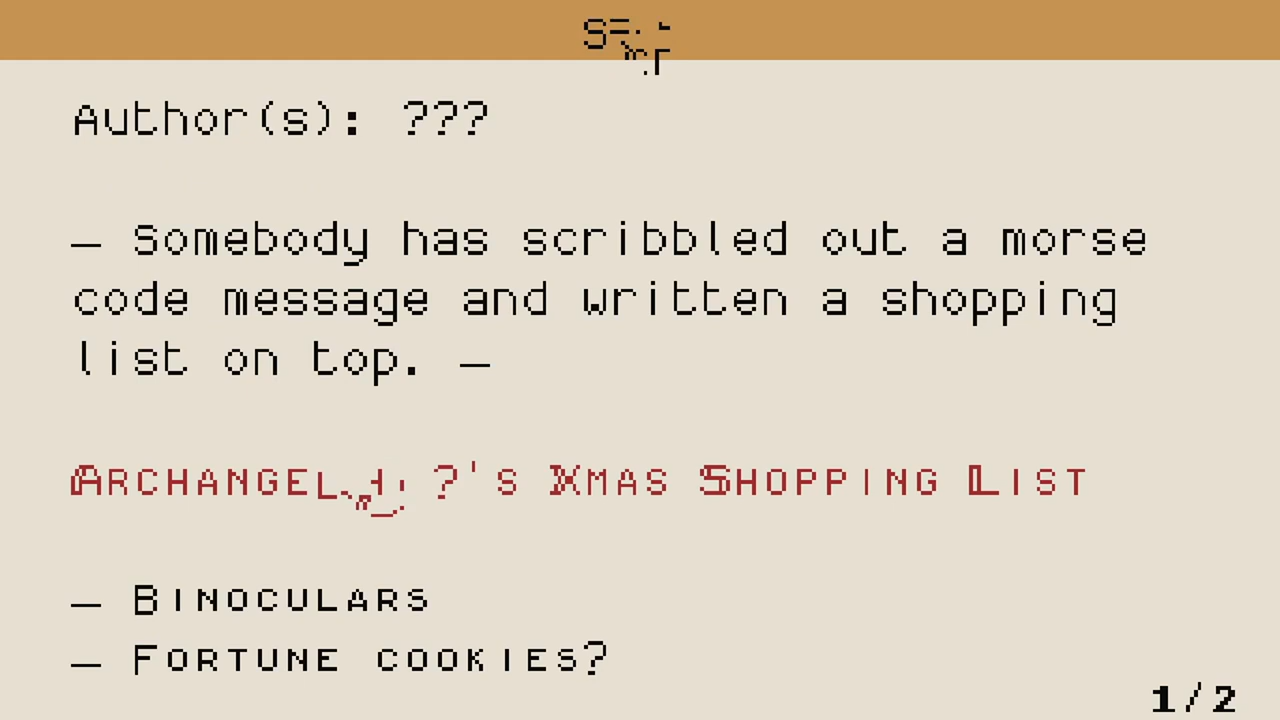 Author(s): ???
— Somebody has scribbled out a morse
code message and written a shopping
list on top. —
ARCHANGEL ?'S XMAS SHOPPING LIST
— BINOCULARS
— FORTUNE COOKIES?
1/2